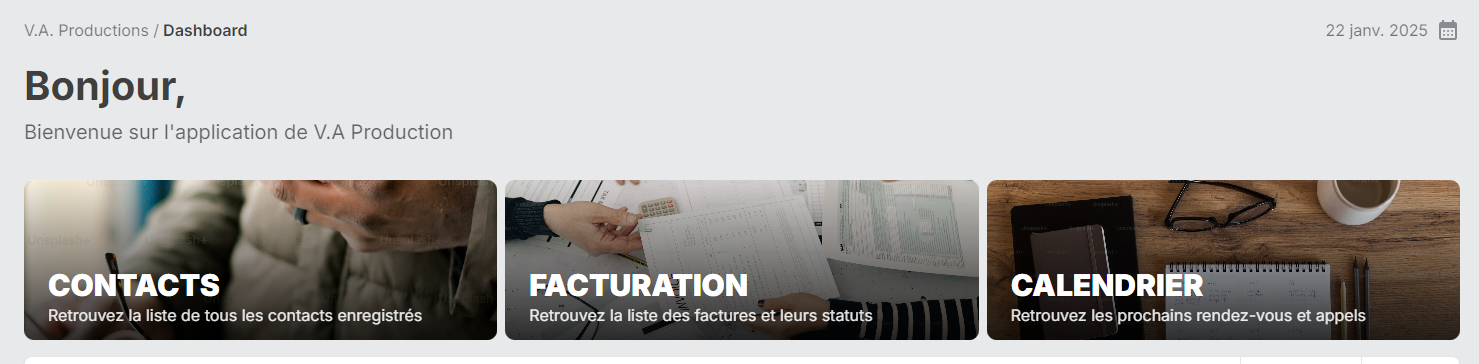 V.A. Productions / Dashboard
22 janv. 2025
Bonjour,
Bienvenue sur l'application de V.A Production
CONTACTS
Retrouvez la liste de tous les contacts enregistrés
FACTURATION
Retrouvez la liste des factures et leurs statuts
CALENDRIER
Retrouvez les prochains rendez-vous et appels